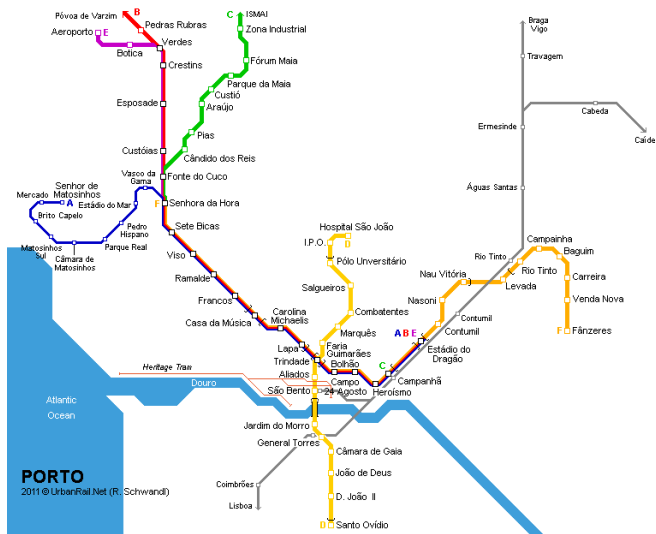 Póvoa de Varzim
B
C
ISMAI
Pedras Rubras
Zona Industrial
Aeroporto
E
Verdes
Botica
Crestins
Fórum Maia
Parque da Maia
Custió
Araújo
Esposade
Pias
Custóias
Cândido dos Reis
Vasco da
Gama
Fonte do Cuco
Senhor de
Matosinhos
Mercado
A
Estádio do Mar
F
Senhora da Hora
Brito Capelo
Pedro
Hispano
Sete Bicas
Matosinhos
Sul
Parque Real
Câmara de
Matosinhos
Viso
Ramalde
Francos
Casa da Música
Carolina
Michaelis
Lapa
Trindade
Aliados
São Bento
Faria
Guimarães
Bolhão
Campo
24 Agosto
Heroísmo
Campanhã
C
A B E
Estádio do
Dragão
Hospital São João
D
I.P.O.
Pólo Unversitário
Salgueiros
Combatentes
Marquês
Nau Vitória
Nasoni
Contumil
Contumil
Levada
Rio Tinto
Rio Tinto
Campainha
Baguim
Carreira
Venda Nova
F
Fânzeres
Braga
Vigo
Travagem
Cabeda
Ermesinde
Caíde
Águas Santas
Heritage Tram
Douro
Atlantic
Ocean
Jardim do Morro
General Torres
Câmara de Gaia
João de Deus
D. João II
D
Santo Ovídio
Coimbrões
Lisboa
PORTO
2011 © UrbanRail.Net (R. Schwandl)